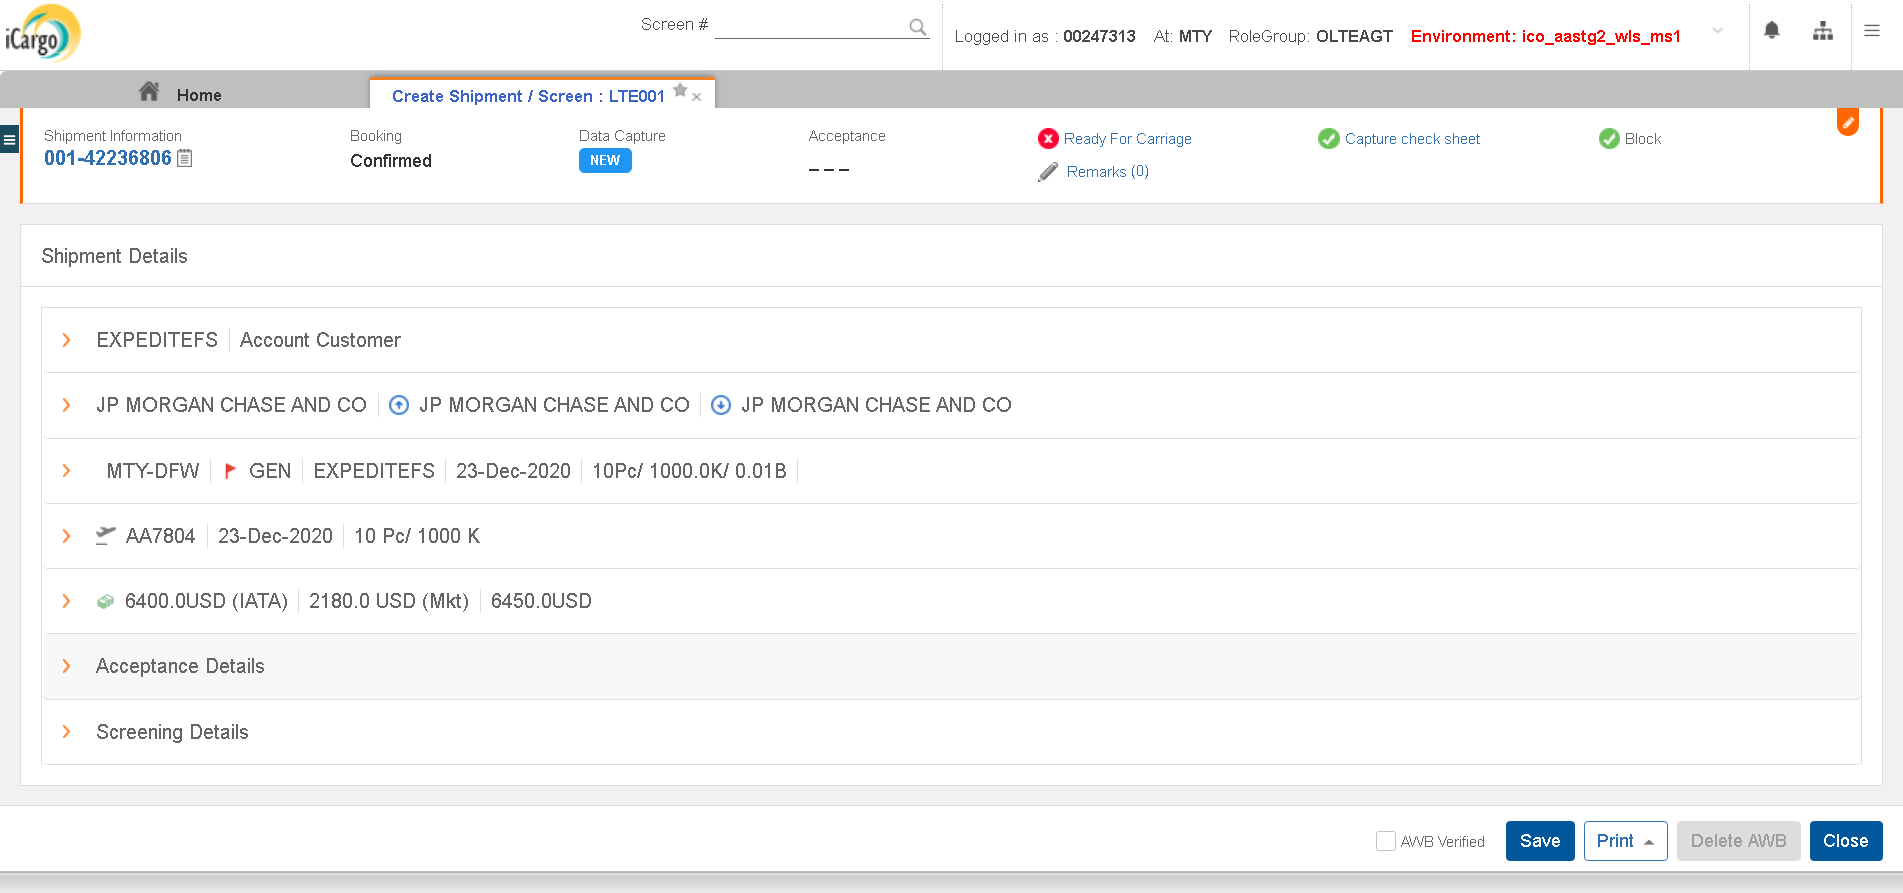 iCargo
Screen #
Logged in as : 00247313 At: MTY RoleGroup: OLTEAGT Environment: ico_aastg2_wls_ms1
Home
Create Shipment / Screen : LTE001
Shipment Information
001-42236806
Booking
Confirmed
Data Capture
NEW
Acceptance
– – –
Ready For Carriage
Remarks (0)
Capture check sheet
Block
Shipment Details
EXPEDITEFS Account Customer
JP MORGAN CHASE AND CO JP MORGAN CHASE AND CO JP MORGAN CHASE AND CO
MTY-DFW GEN EXPEDITEFS 23-Dec-2020 10Pc/ 1000.0K/ 0.01B
AA7804 23-Dec-2020 10 Pc/ 1000 K
6400.0USD (IATA) 2180.0 USD (Mkt) 6450.0USD
Acceptance Details
Screening Details
AWB Verified Save Print Delete AWB Close